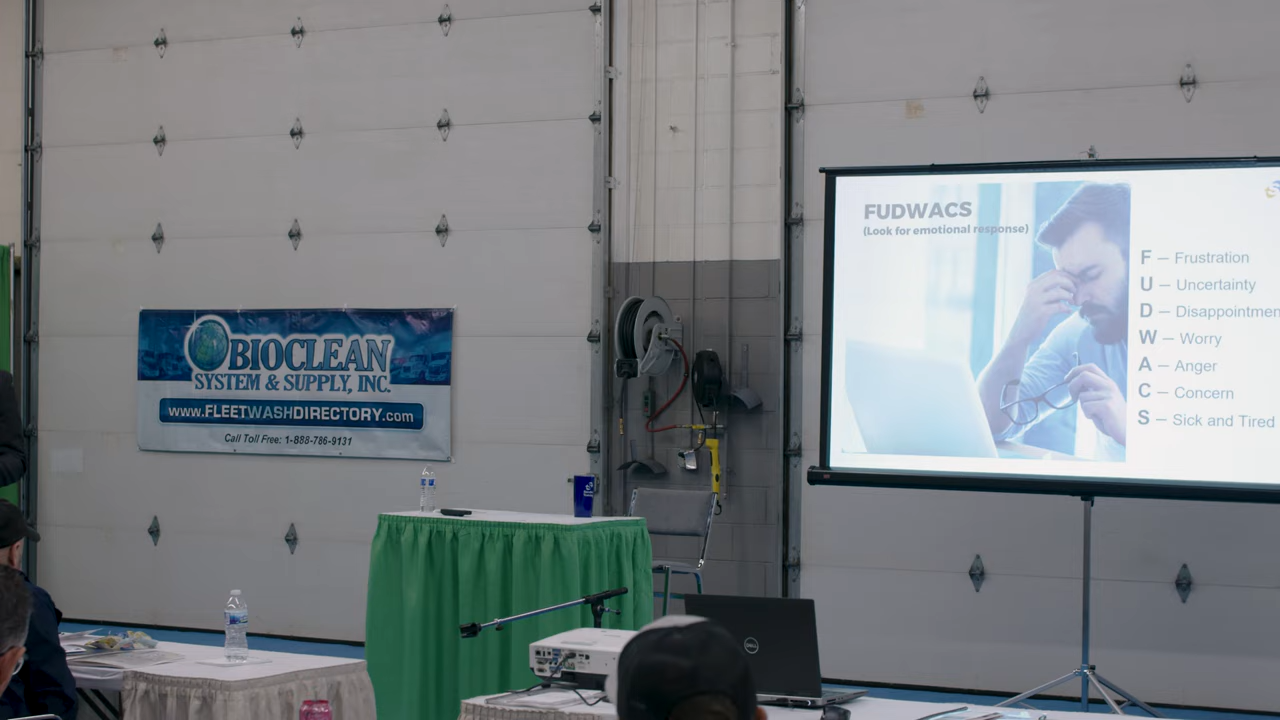 BIOCLEAN
SYSTEM & SUPPLY, INC.
www.FLEETWASHDIRECTORY.com
Call Toll Free: 1-888-786-9131
FUDWACS
(Look for emotional response)
F — Frustration
U — Uncertainty
D — Disappointmen
W — Worry
A — Anger
C — Concern
S — Sick and Tired
DELL